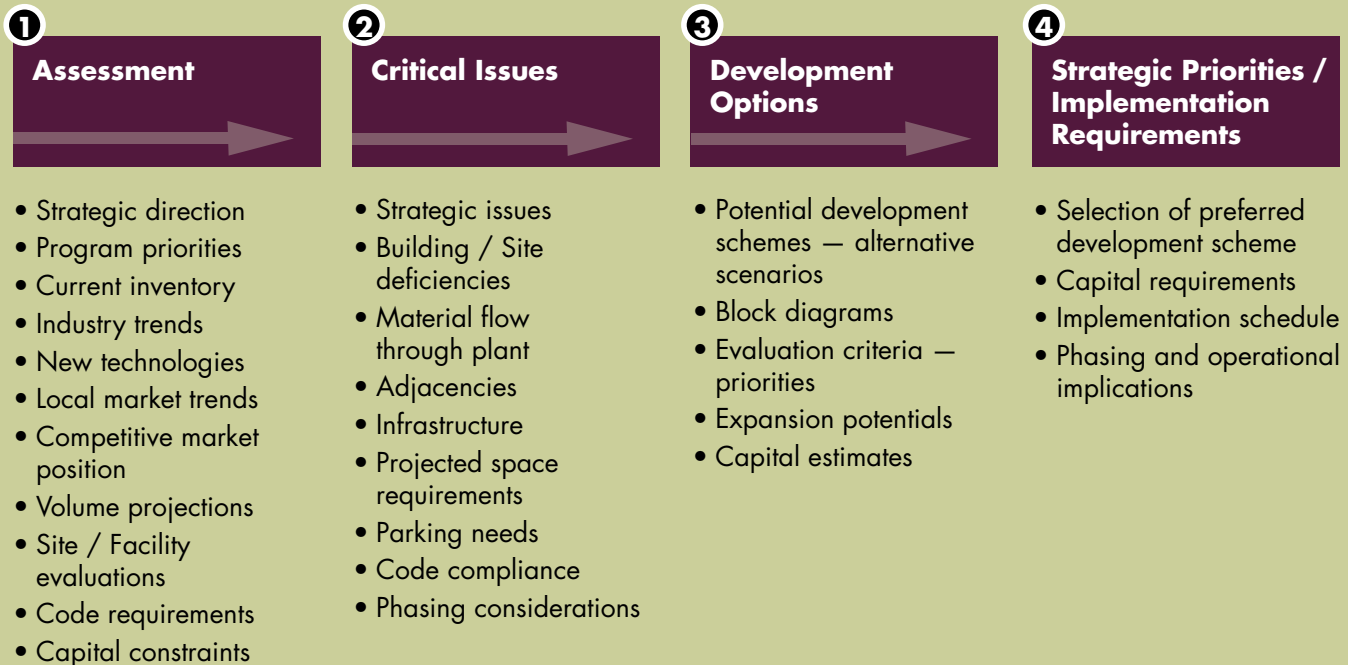 1
Assessment
• Strategic direction
• Program priorities
• Current inventory
• Industry trends
• New technologies
• Local market trends
• Competitive market
position
• Volume projections
• Site / Facility
evaluations
• Code requirements
• Capital constraints
2
Critical Issues
• Strategic issues
• Building / Site
deficiencies
• Material flow
through plant
• Adjacencies
• Infrastructure
• Projected space
requirements
• Parking needs
• Code compliance
• Phasing considerations
3
Development
Options
• Potential development
schemes — alternative
scenarios
• Block diagrams
• Evaluation criteria —
priorities
• Expansion potentials
• Capital estimates
4
Strategic Priorities /
Implementation
Requirements
• Selection of preferred
development scheme
• Capital requirements
• Implementation schedule
• Phasing and operational
implications